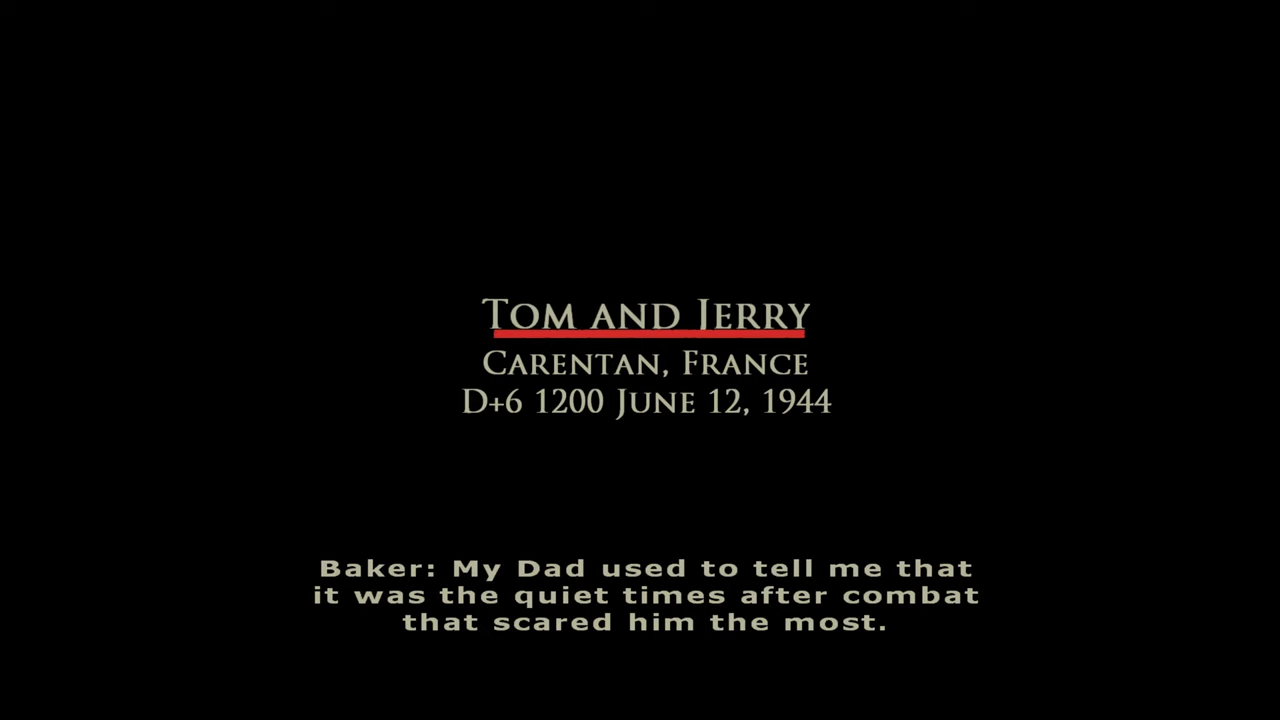 Tom and Jerry
Carentan, France
D+6 1200 June 12, 1944
Baker: My Dad used to tell me that
it was the quiet times after combat
that scared him the most.